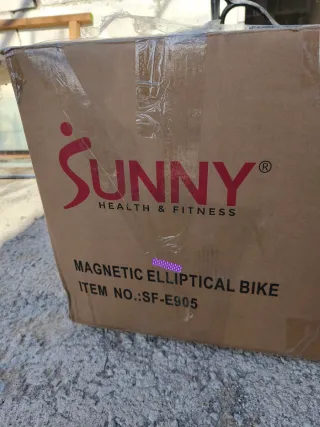 SUNNY®
HEALTH & FITNESS
MAGNETIC ELLIPTICAL BIKE
ITEM NO.:SF-E905